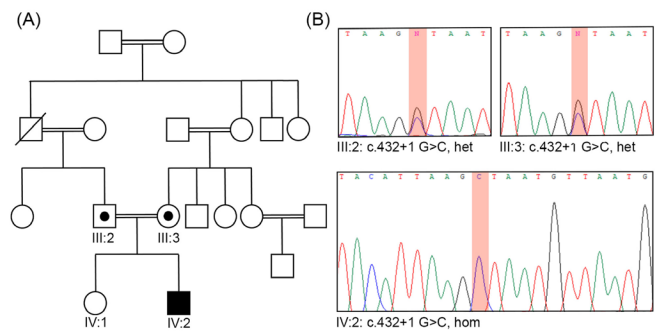 (A)
(B)
T A A G N T A A T
T A A G N T A A T
III:2: c.432+1 G>C, het
III:3: c.432+1 G>C, het
T A C A T T A A G C T A A T G T T A A T G
III:2
III:3
IV:1
IV:2
IV:2: c.432+1 G>C, hom